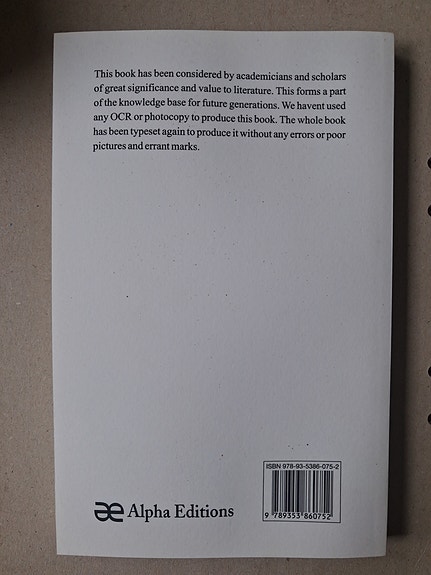 This book has been considered by academicians and scholars
of great significance and value to literature. This forms a part
of the knowledge base for future generations. We havent used
any OCR or photocopy to produce this book. The whole book
has been typeset again to produce it without any errors or poor
pictures and errant marks.
ISBN 978-93-5386-075-2
æ Alpha Editions
9 789353 860752